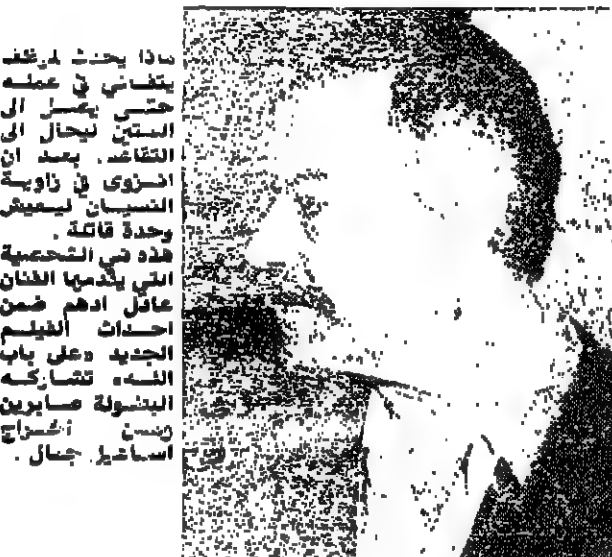 ماذا يحدث لموظف
يتفانى في عمله
حتى يصل الى
الستين ليحال الى
التقاعد. بعد ان
انزوى في زاوية
النسيان ليعيش
وحدة قاتلة .
هذه هي الشخصية
التي يقدمها الفنان
عادل ادهم ضمن
احداث الفيلم
الجديد «على باب
الله» تشاركه
البطولة صابرين
ومن اخراج
اسماعيل جمال .